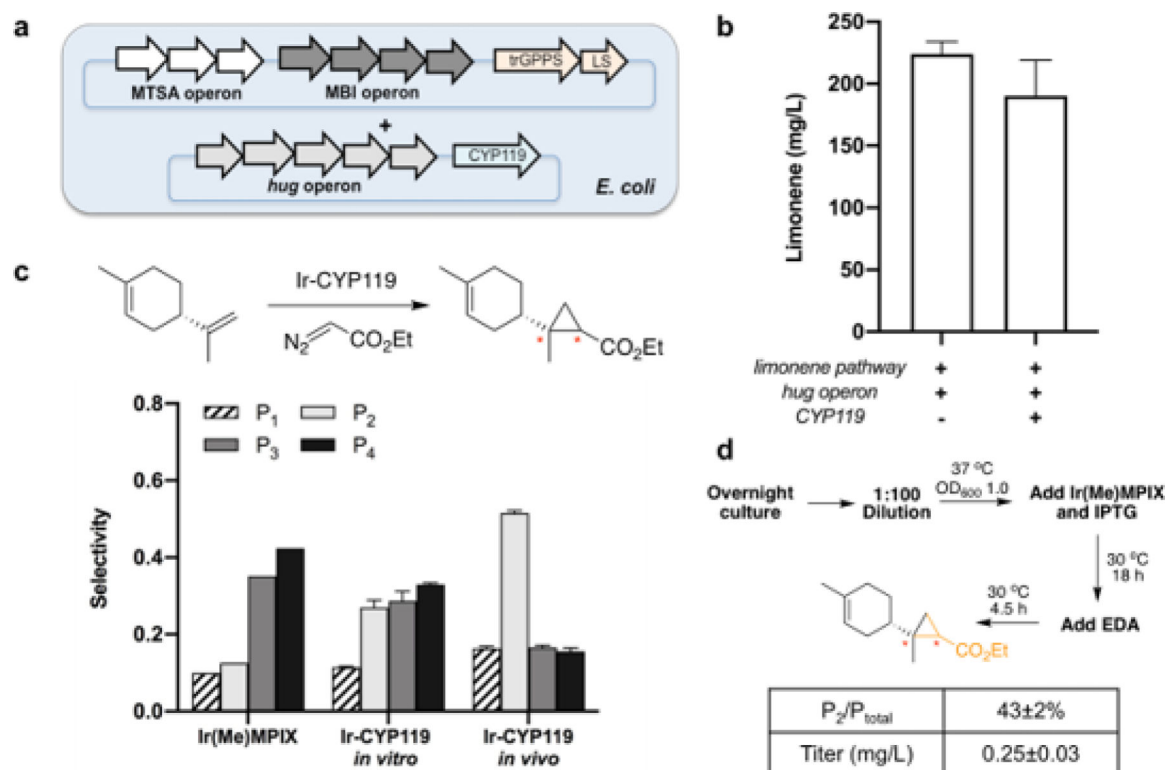 a
trGPPS LS
MTSA operon MBI operon
+
CYP119
hug operon
E. coli
b
Limonene (mg/L)
250
200
150
100
50
0
limonene pathway + +
hug operon + +
CYP119 - +
c
Ir-CYP119
N2 CO2Et
* *
CO2Et
Selectivity
0.8
0.6
0.4
0.2
0.0
P1 P2
P3 P4
Ir(Me)MPIX
Ir-CYP119
in vitro
Ir-CYP119
in vivo
d
Overnight
culture
1:100
Dilution
37 °C
OD600 1.0
Add Ir(Me)MPIX
and IPTG
30 °C
18 h
Add EDA
30 °C
4.5 h
* *
CO2Et
P2/Ptotal 43±2%
Titer (mg/L) 0.25±0.03